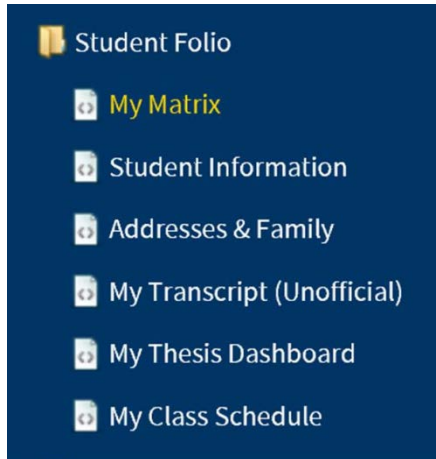 Student Folio
My Matrix
Student Information
Addresses & Family
My Transcript (Unofficial)
My Thesis Dashboard
My Class Schedule